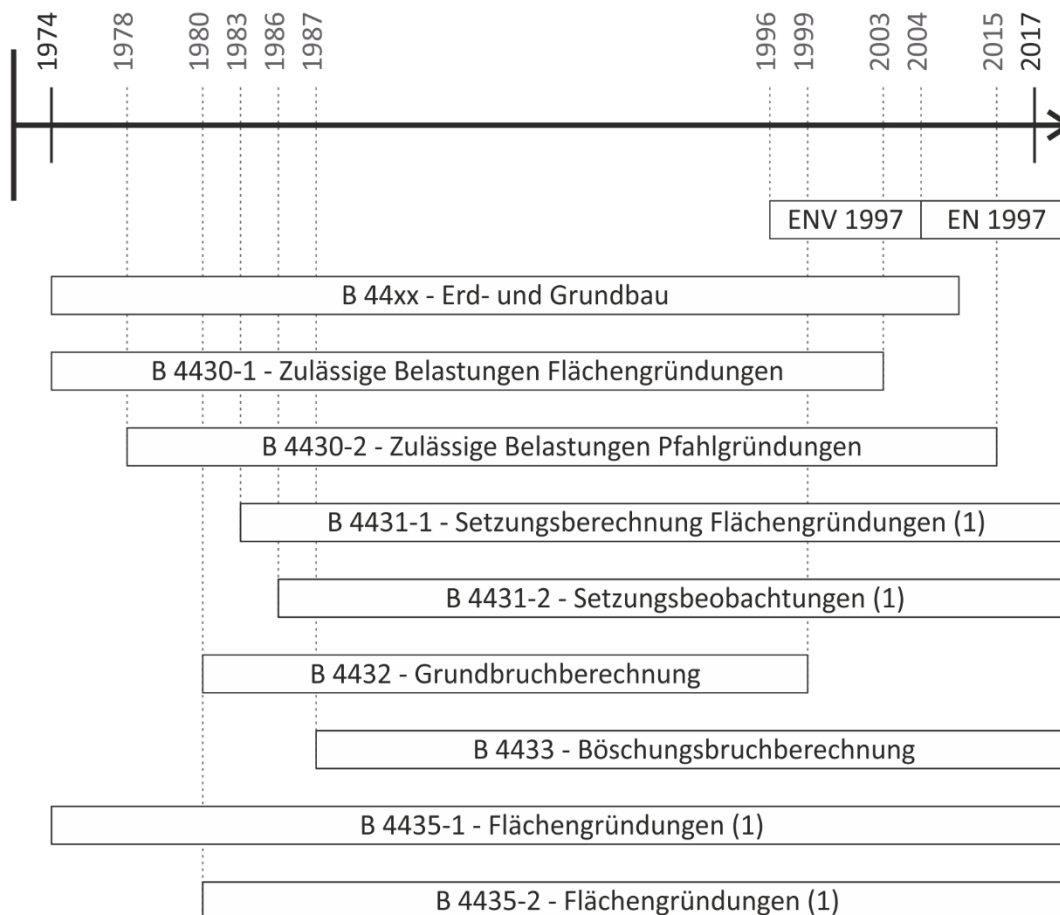 1974
1978
1980
1983
1986
1987
1996
1999
2003
2004
2015
2017
ENV 1997
EN 1997
B 44xx - Erd- und Grundbau
B 4430-1 - Zulässige Belastungen Flächengründungen
B 4430-2 - Zulässige Belastungen Pfahlgründungen
B 4431-1 - Setzungsberechnung Flächengründungen (1)
B 4431-2 - Setzungsbeobachtungen (1)
B 4432 - Grundbruchberechnung
B 4433 - Böschungsbruchberechnung
B 4435-1 - Flächengründungen (1)
B 4435-2 - Flächengründungen (1)